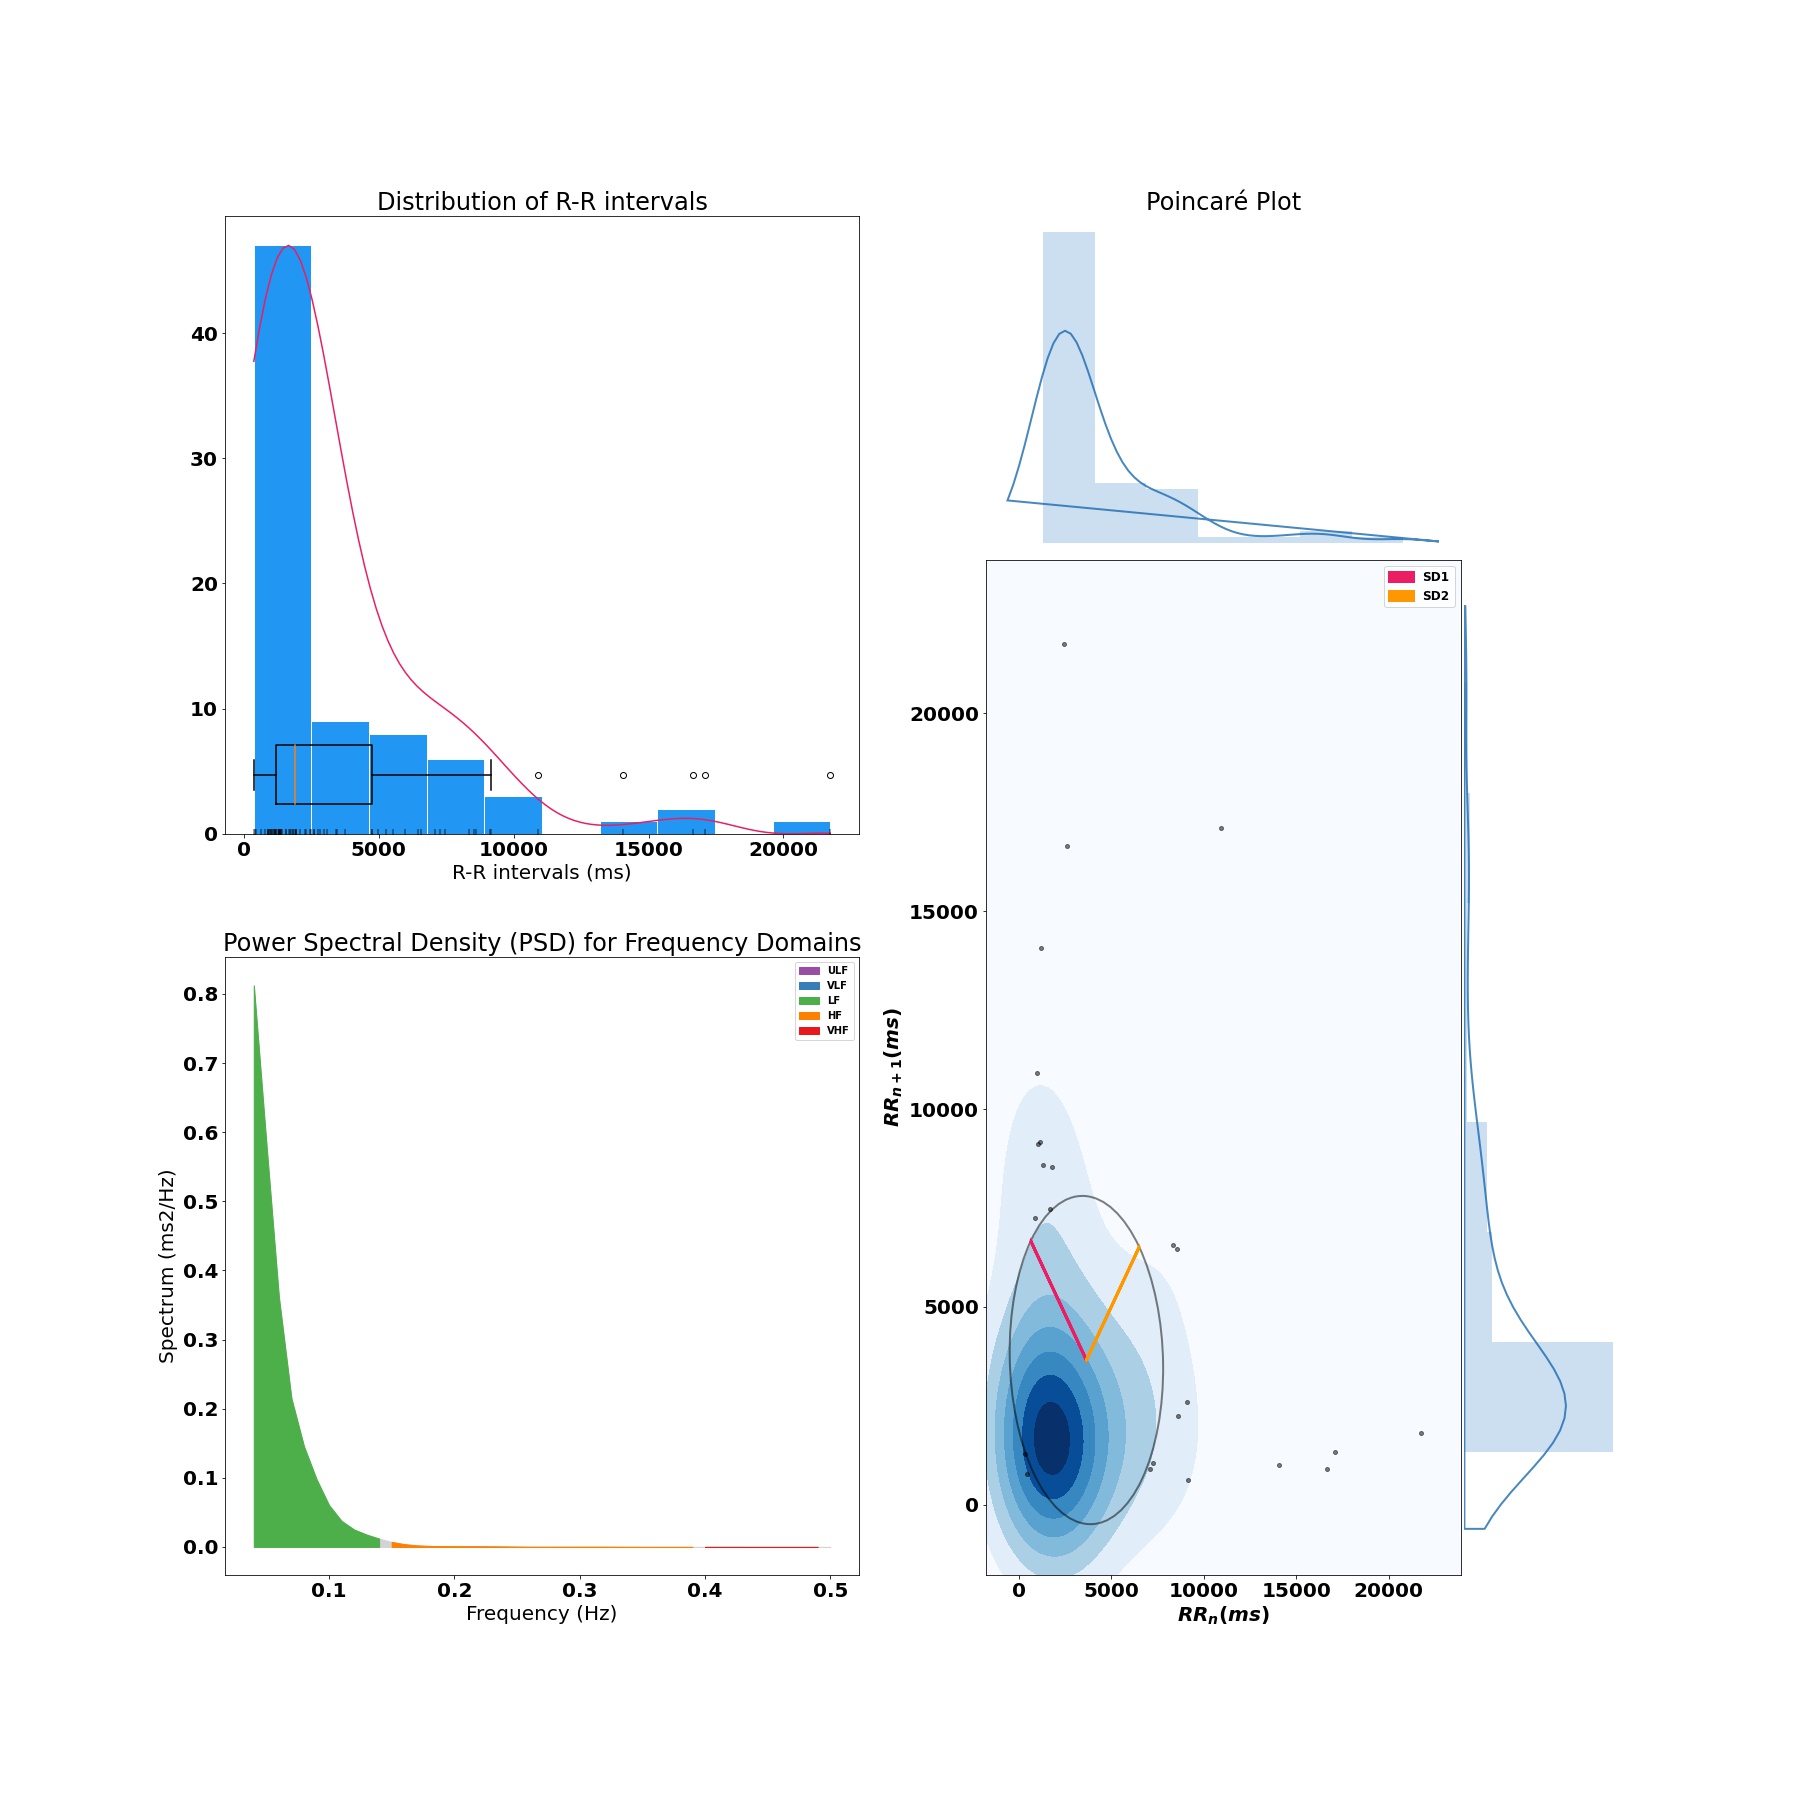 Distribution of R-R intervals
40
30
20
10
0
0 5000 10000 15000 20000
R-R intervals (ms)
Power Spectral Density (PSD) for Frequency Domains
ULF
VLF
LF
HF
VHF
0.8
0.7
0.6
0.5
0.4
0.3
0.2
0.1
0.0
Spectrum (ms2/Hz)
0.1 0.2 0.3 0.4 0.5
Frequency (Hz)
Poincaré Plot
SD1
SD2
20000
15000
10000
5000
0
RRn+1(ms)
0 5000 10000 15000 20000
RRn(ms)